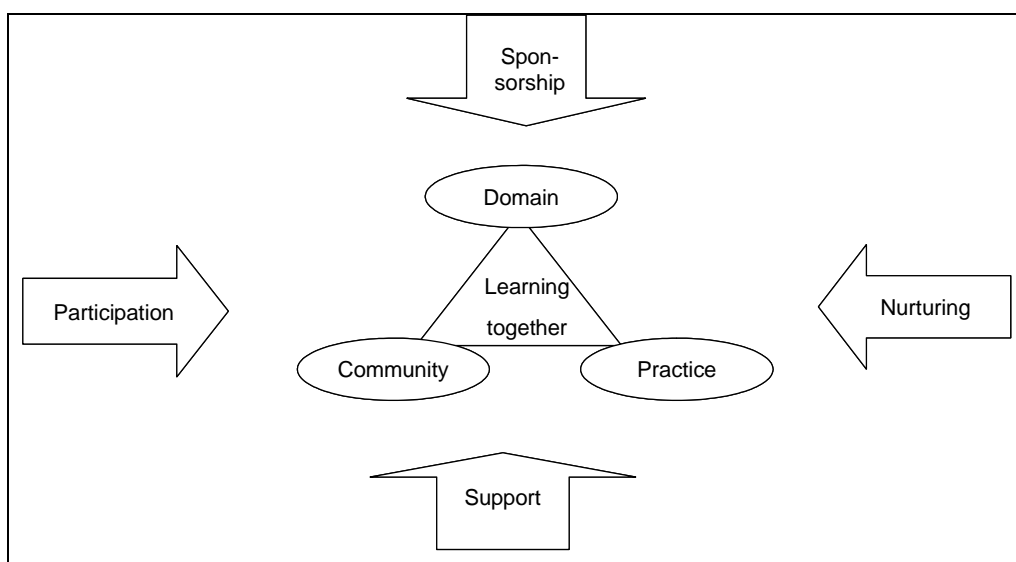 Spon-
sorship
Domain
Learning
together
Participation
Nurturing
Community
Practice
Support